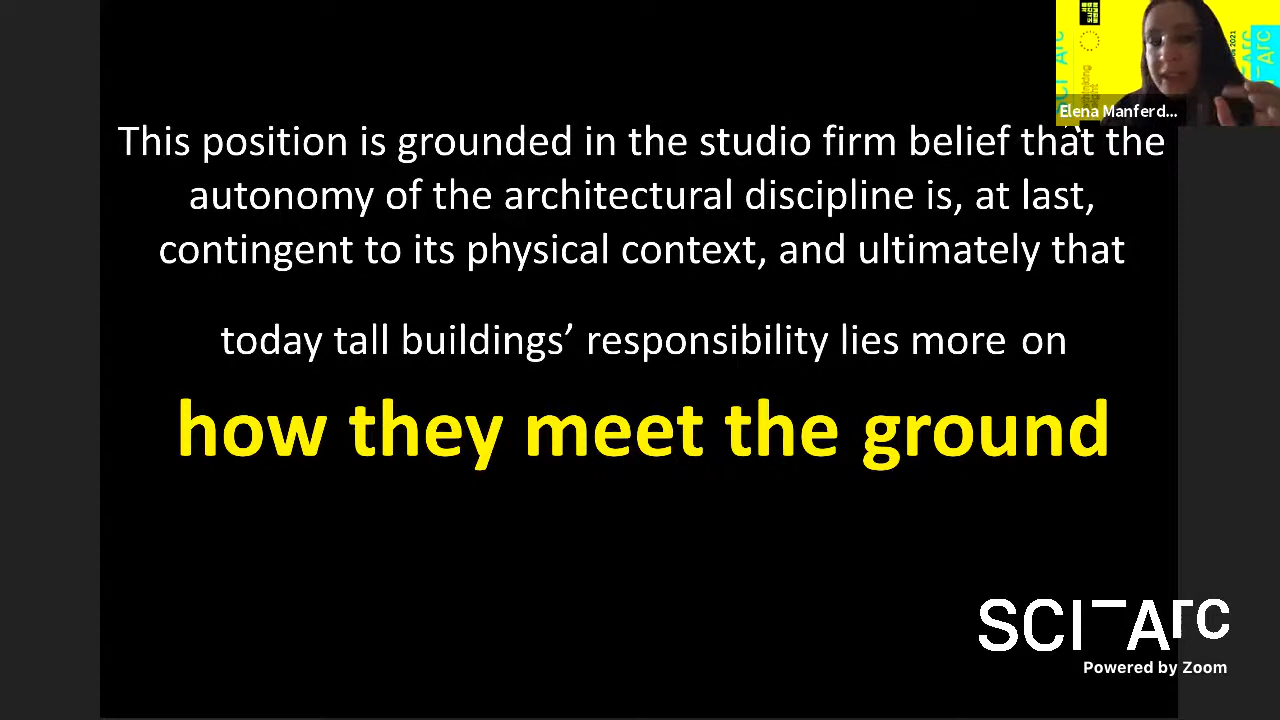 Elena Manferd...
This position is grounded in the studio firm belief that the
autonomy of the architectural discipline is, at last,
contingent to its physical context, and ultimately that
today tall buildings’ responsibility lies more on
how they meet the ground
SCI-Arc
Powered by Zoom